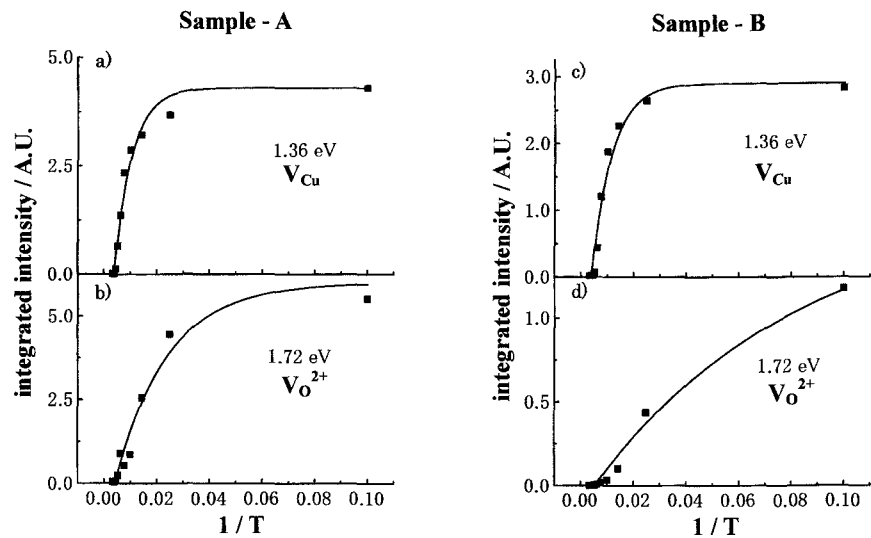 Sample - A
Sample - B
a)
5.0
2.5
0.0
1.36 eV
V_Cu
b)
5.0
2.5
0.0
1.72 eV
V_O^2+
integrated intensity / A.U.
0.00 0.02 0.04 0.06 0.08 0.10
1 / T
c)
3.0
2.0
1.0
0.0
1.36 eV
V_Cu
d)
1.0
0.5
0.0
1.72 eV
V_O^2+
integrated intensity / A.U.
0.00 0.02 0.04 0.06 0.08 0.10
1 / T